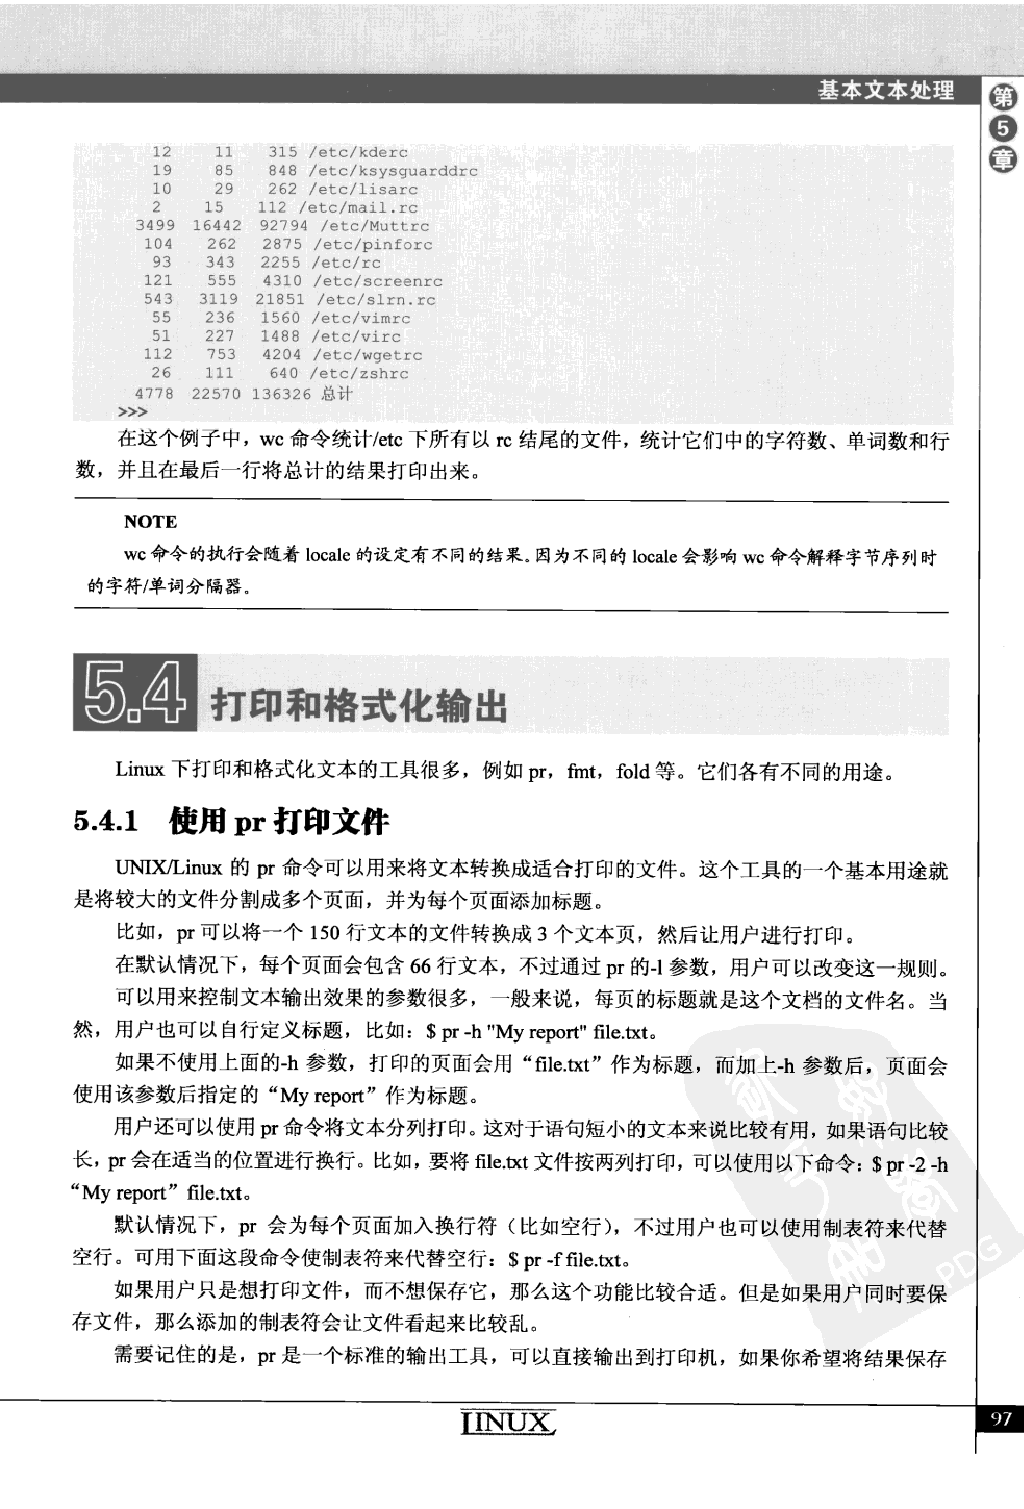 基本文本处理
第5章
12 11 315 /etc/kderc
19 85 848 /etc/ksysguarddrc
10 29 262 /etc/lisarc
2 15 112 /etc/mail.rc
3499 16442 92794 /etc/Muttrc
104 262 2875 /etc/pinforc
93 343 2255 /etc/rc
121 555 4310 /etc/screenrc
543 3119 21851 /etc/slrn.rc
55 236 1560 /etc/vimrc
51 227 1488 /etc/virc
112 753 4204 /etc/wgetrc
26 111 640 /etc/zshrc
4778 22570 136326 总计
>>>
在这个例子中，wc 命令统计/etc 下所有以 rc 结尾的文件，统计它们中的字符数、单词数和行
数，并且在最后一行将总计的结果打印出来。
NOTE
wc 命令的执行会随着 locale 的设定有不同的结果。因为不同的 locale 会影响 wc 命令解释字节序列时
的字符/单词分隔器。
5.4 打印和格式化输出
Linux 下打印和格式化文本的工具很多，例如 pr，fmt，fold 等。它们各有不同的用途。
5.4.1 使用 pr 打印文件
UNIX/Linux 的 pr 命令可以用来将文本转换成适合打印的文件。这个工具的一个基本用途就
是将较大的文件分割成多个页面，并为每个页面添加标题。
比如，pr 可以将一个 150 行文本的文件转换成 3 个文本页，然后让用户进行打印。
在默认情况下，每个页面会包含 66 行文本，不过通过 pr 的-l 参数，用户可以改变这一规则。
可以用来控制文本输出效果的参数很多，一般来说，每页的标题就是这个文档的文件名。当
然，用户也可以自行定义标题，比如：$ pr -h "My report" file.txt。
如果不使用上面的-h 参数，打印的页面会用“file.txt”作为标题，而加上-h 参数后，页面会
使用该参数后指定的“My report”作为标题。
用户还可以使用 pr 命令将文本分列打印。这对于语句短小的文本来说比较有用，如果语句比较
长，pr 会在适当的位置进行换行。比如，要将 file.txt 文件按两列打印，可以使用以下命令：$ pr -2 -h
“My report” file.txt。
默认情况下，pr 会为每个页面加入换行符（比如空行），不过用户也可以使用制表符来代替
空行。可用下面这段命令使制表符来代替空行：$ pr -f file.txt。
如果用户只是想打印文件，而不想保存它，那么这个功能比较合适。但是如果用户同时要保
存文件，那么添加的制表符会让文件看起来比较乱。
需要记住的是，pr 是一个标准的输出工具，可以直接输出到打印机，如果你希望将结果保存
PDG
LINUX
97